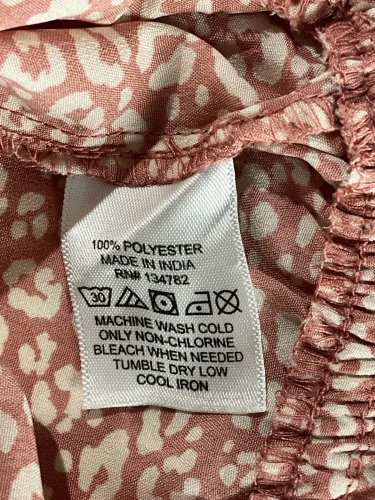 100% POLYESTER
MADE IN INDIA
RN# 134782
30
MACHINE WASH COLD
ONLY NON-CHLORINE
BLEACH WHEN NEEDED
TUMBLE DRY LOW
COOL IRON